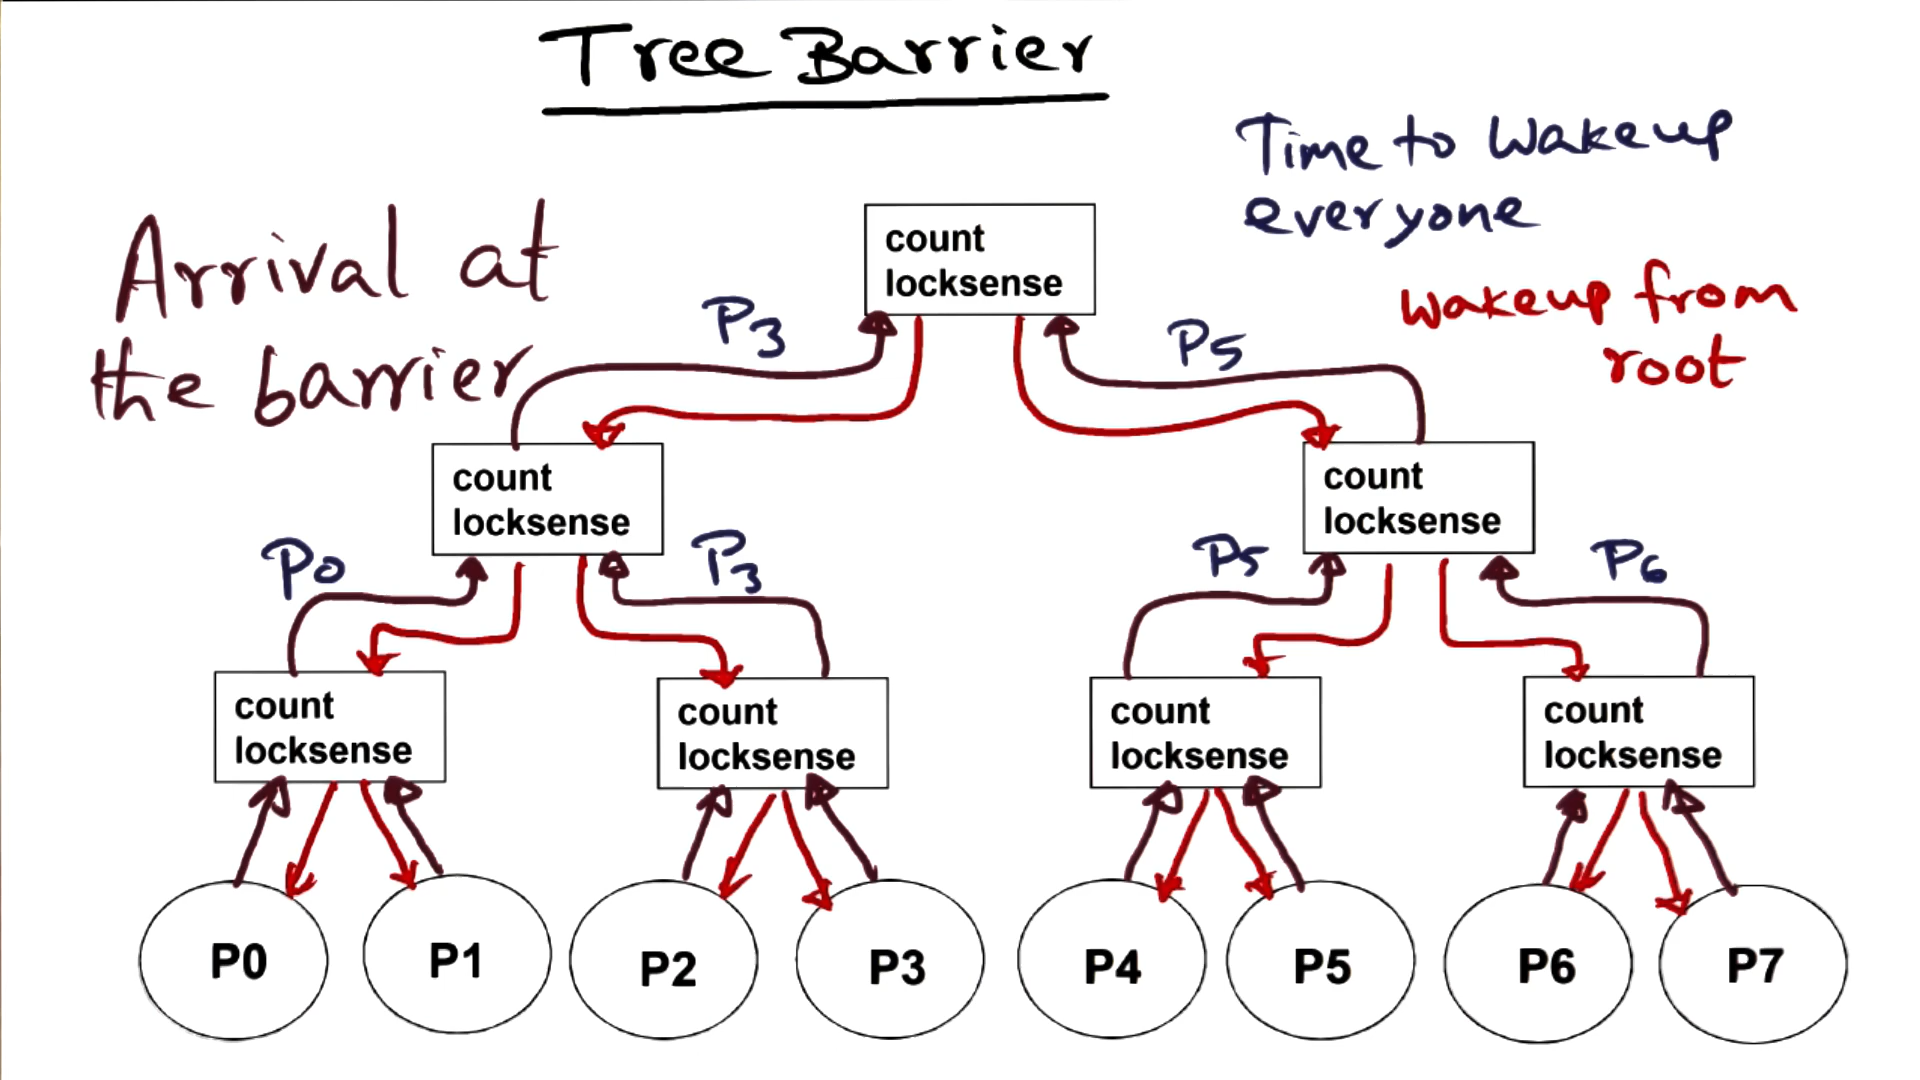 Tree Barrier
Time to Wakeup
everyone
Arrival at
the barrier
wakeup from
root
count
locksense
P3
P5
count
locksense
count
locksense
P0
P3
P5
P6
count
locksense
count
locksense
count
locksense
count
locksense
P0
P1
P2
P3
P4
P5
P6
P7